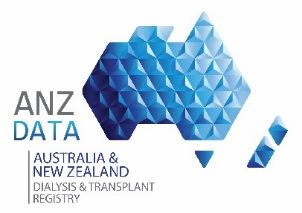 ANZ
DATA
AUSTRALIA &
NEW ZEALAND
DIALYSIS & TRANSPLANT
REGISTRY